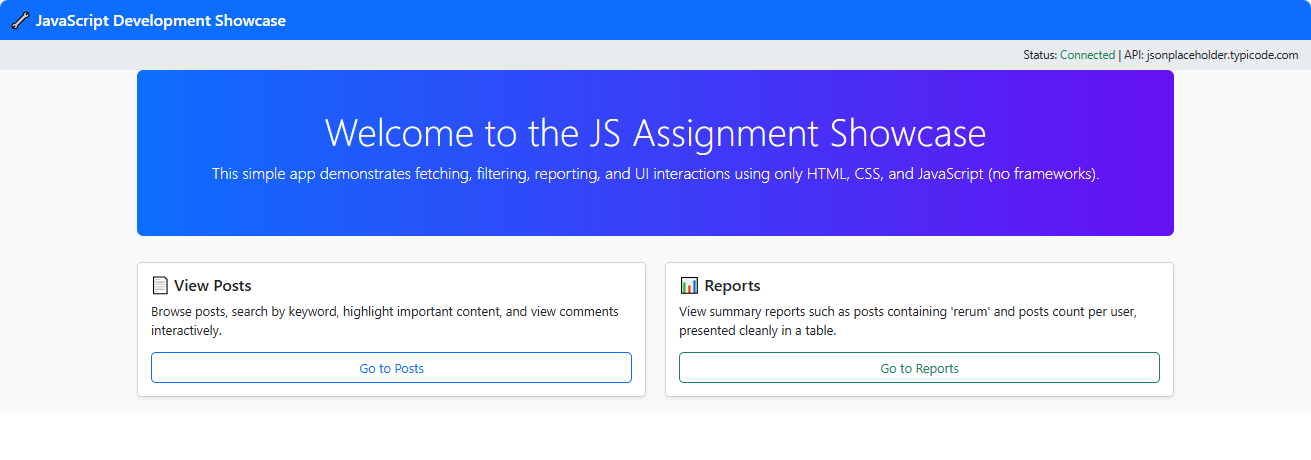 JavaScript Development Showcase
Status: Connected | API: jsonplaceholder.typicode.com
Welcome to the JS Assignment Showcase
This simple app demonstrates fetching, filtering, reporting, and UI interactions using only HTML, CSS, and JavaScript (no frameworks).
View Posts
Browse posts, search by keyword, highlight important content, and view comments
interactively.
Go to Posts
Reports
View summary reports such as posts containing 'rerum' and posts count per user,
presented cleanly in a table.
Go to Reports